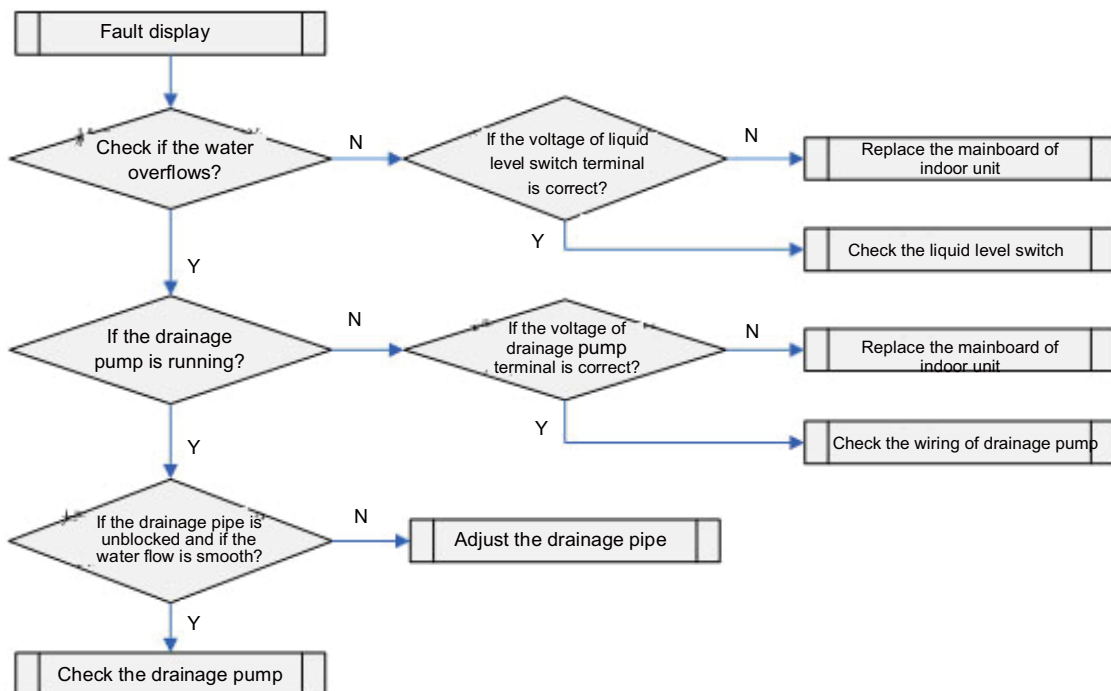 Fault display
Check if the water
overflows?
N
If the voltage of liquid
level switch terminal
is correct?
N
Replace the mainboard of
indoor unit
Y
Check the liquid level switch
Y
If the drainage
pump is running?
N
If the voltage of
drainage pump
terminal is correct?
N
Replace the mainboard of
indoor unit
Y
Check the wiring of drainage pump
Y
If the drainage pipe is
unblocked and if the
water flow is smooth?
N
Adjust the drainage pipe
Y
Check the drainage pump